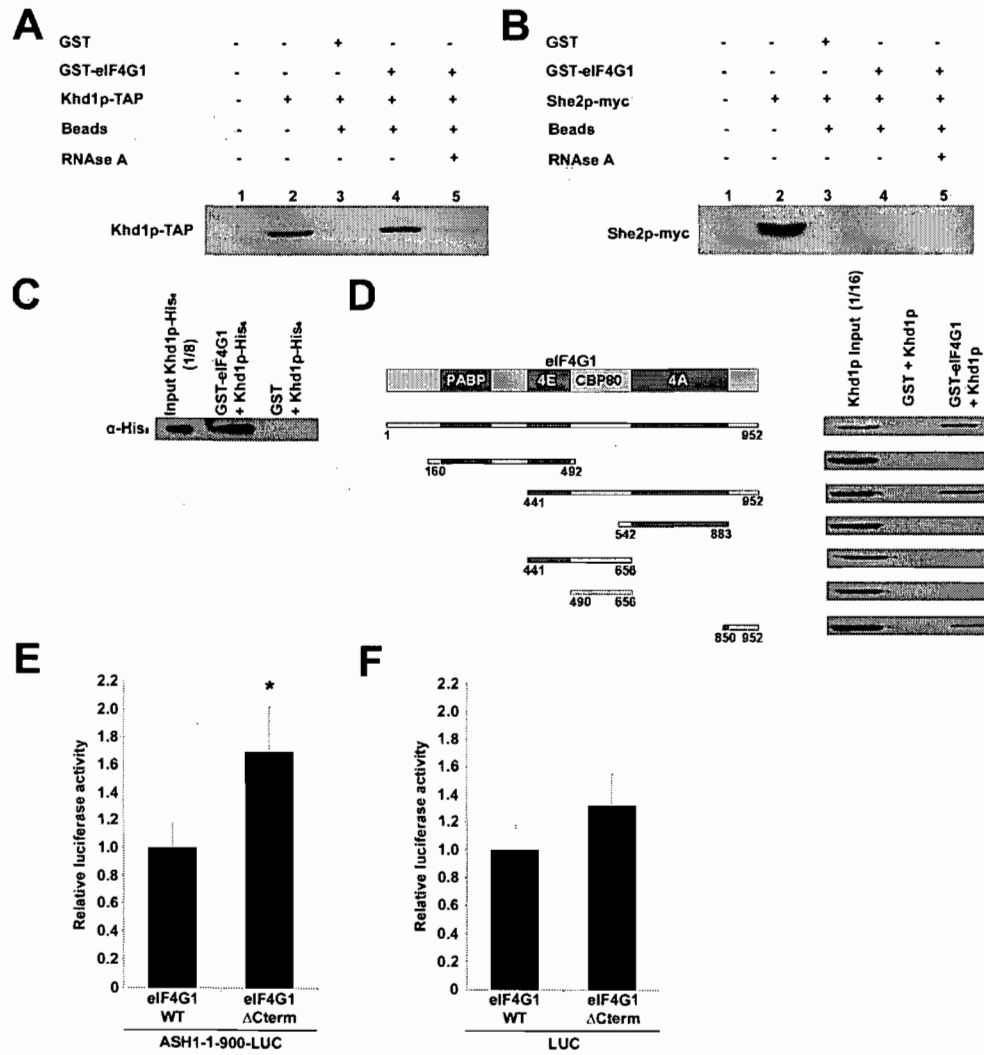 A
GST - - + - -
GST-eIF4G1 - - - + +
Khd1p-TAP - + + + +
Beads - - + + +
RNAse A - - - - +
1 2 3 4 5
Khd1p-TAP
B
GST - - + - -
GST-eIF4G1 - - - + +
She2p-myc - + + + +
Beads - - + + +
RNAse A - - - - +
1 2 3 4 5
She2p-myc
C
Input Khd1p-His₆
(1/8)
GST-eIF4G1
+ Khd1p-His₆
GST
+ Khd1p-His₆
α-His₆
D
eIF4G1
PABP 4E CBP80 4A
1 952
160 492
441 952
542 883
441 656
490 656
850 952
Khd1p Input (1/16)
GST + Khd1p
GST-eIF4G1
+ Khd1p
E
Relative luciferase activity
2.2
2.0
1.8
1.6
1.4
1.2
1.0
0.8
0.6
0.4
0.2
0
*
eIF4G1
WT
eIF4G1
ΔCterm
ASH1-1-900-LUC
F
Relative luciferase activity
2.2
2.0
1.8
1.6
1.4
1.2
1.0
0.8
0.6
0.4
0.2
0
eIF4G1
WT
eIF4G1
ΔCterm
LUC